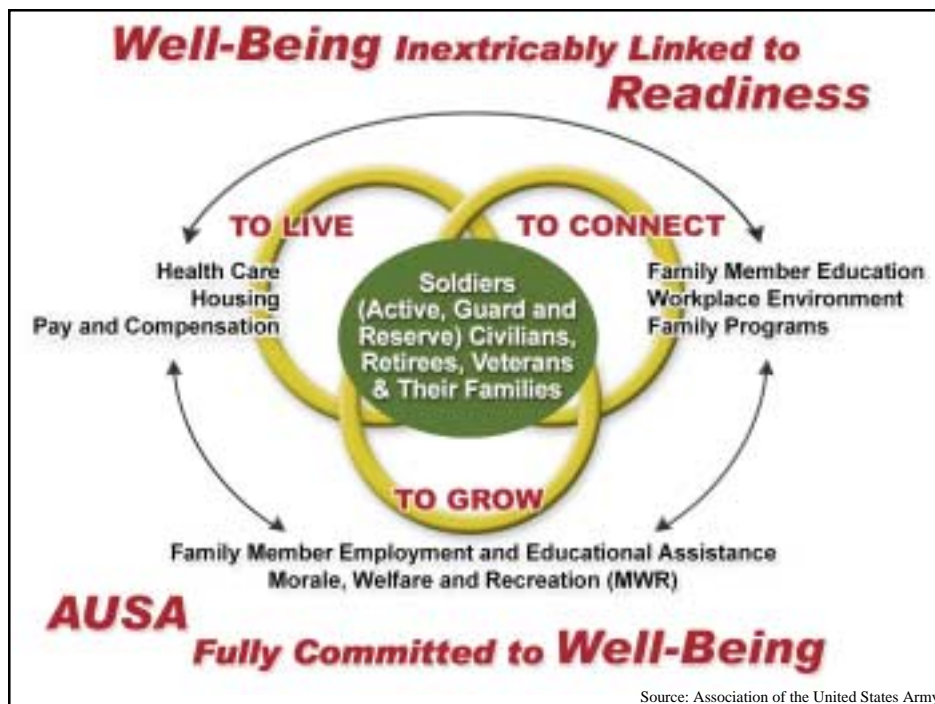 Well-Being Inextricably Linked to
Readiness
TO LIVE
TO CONNECT
Health Care
Housing
Pay and Compensation
Soldiers
(Active, Guard and
Reserve) Civilians,
Retirees, Veterans
& Their Families
Family Member Education
Workplace Environment
Family Programs
TO GROW
Family Member Employment and Educational Assistance
Morale, Welfare and Recreation (MWR)
AUSA
Fully Committed to Well-Being
Source: Association of the United States Army